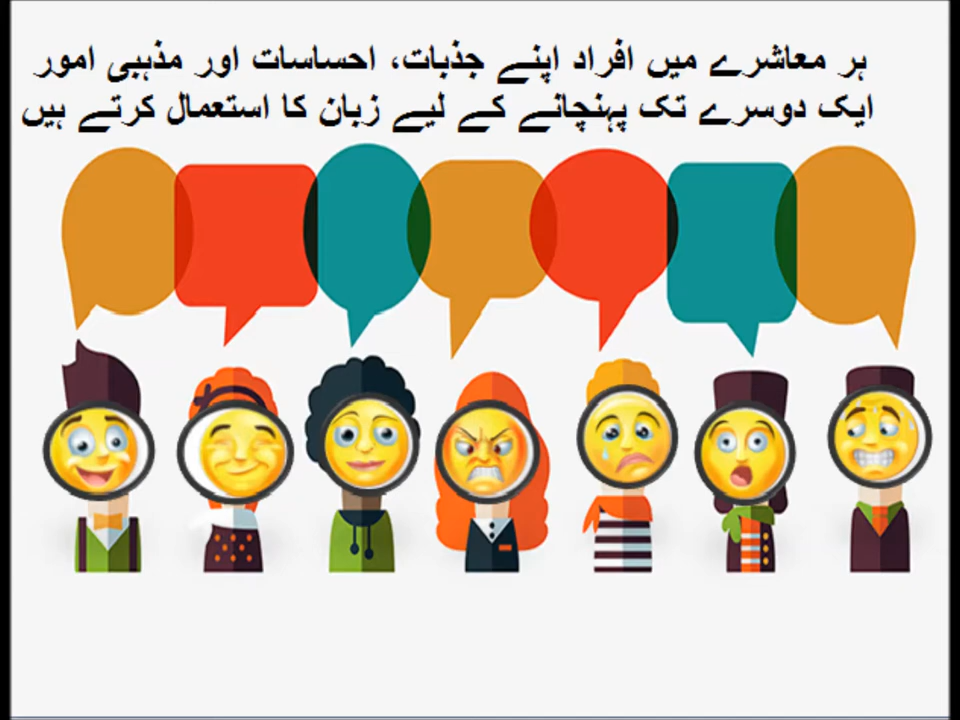 ہر معاشرے میں افراد اپنے جذبات، احساسات اور مذہبی امور
ایک دوسرے تک پہنچانے کے لیے زبان کا استعمال کرتے ہیں